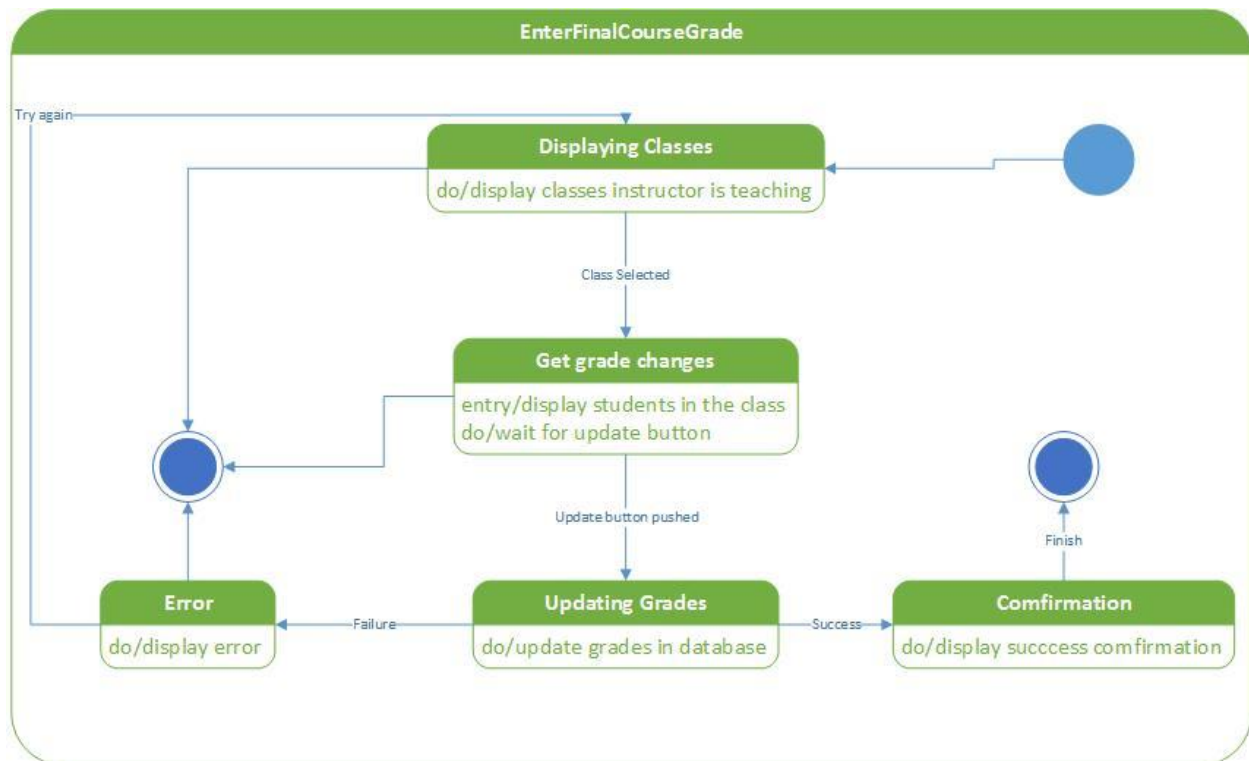 EnterFinalCourseGrade
Try again
Displaying Classes
do/display classes instructor is teaching
Class Selected
Get grade changes
entry/display students in the class
do/wait for update button
Update button pushed
Finish
Error
do/display error
Failure
Updating Grades
do/update grades in database
Success
Comfirmation
do/display succcess comfirmation